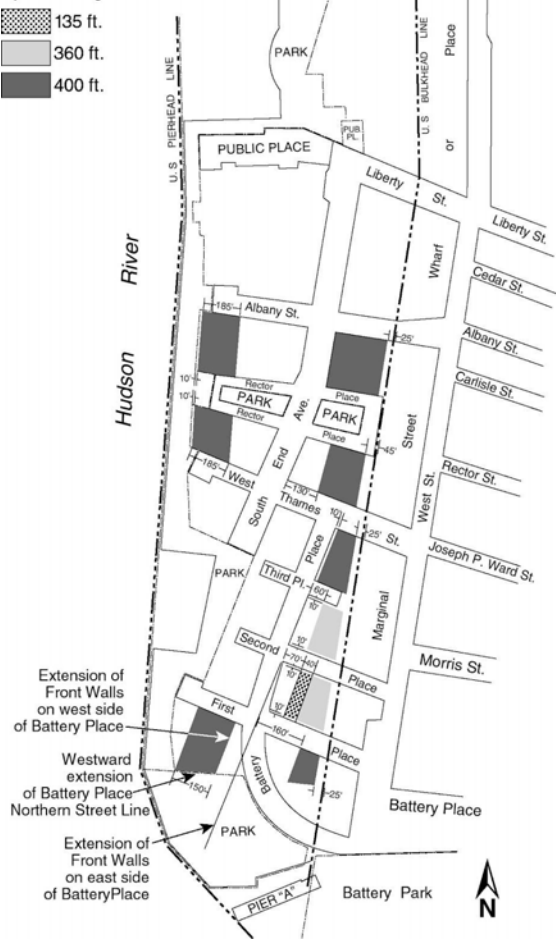 135 ft.
360 ft.
400 ft.
U.S PIERHEAD LINE
U.S BULKHEAD LINE
Place
or
Wharf
Street
Marginal
PARK
PUB.
PL.
PUBLIC PLACE
Liberty St.
Liberty St.
Cedar St.
Albany St.
Carlisle St.
Rector St.
Joseph P. Ward St.
Morris St.
Battery Place
West St.
Hudson River
185'
Albany St.
25'
10'
10'
Rector Place
PARK
PARK
Rector Place
South End Ave.
45'
185'
West Thames St.
130'
10'
25'
Place
PARK
Third Pl.
60'
10'
10'
Second Place
70'
40'
10'
10'
First Place
160'
Battery
25'
150'
Extension of
Front Walls
on west side
of Battery Place
Westward
extension
of Battery Place
Northern Street Line
Extension of
Front Walls
on east side
of BatteryPlace
PARK
PIER "A"
Battery Park
N